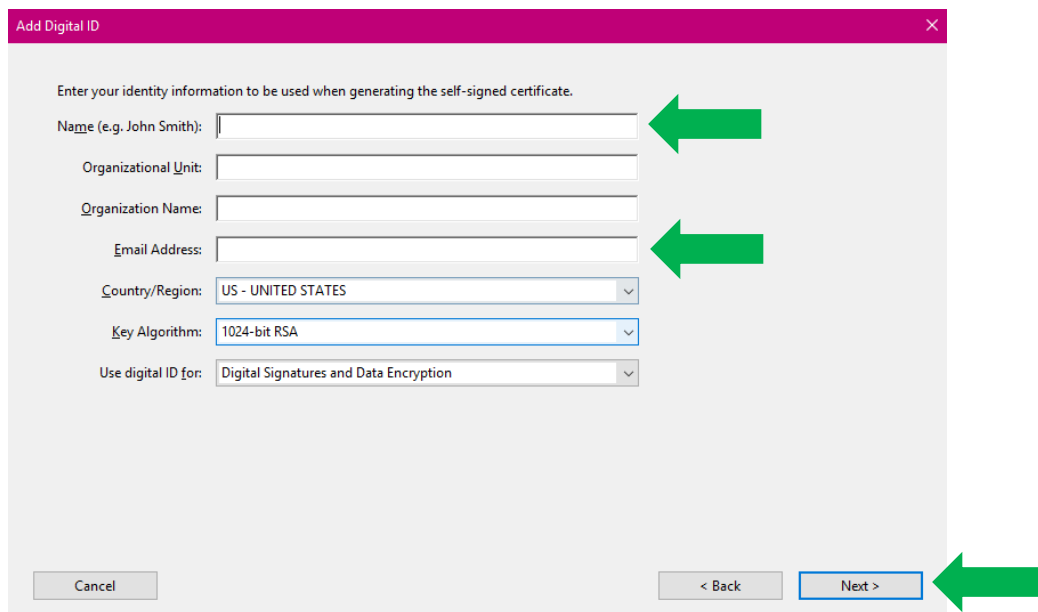 Add Digital ID
Enter your identity information to be used when generating the self-signed certificate.
Name (e.g. John Smith):
Organizational Unit:
Organization Name:
Email Address:
Country/Region: US - UNITED STATES
Key Algorithm: 1024-bit RSA
Use digital ID for: Digital Signatures and Data Encryption
Cancel < Back Next >